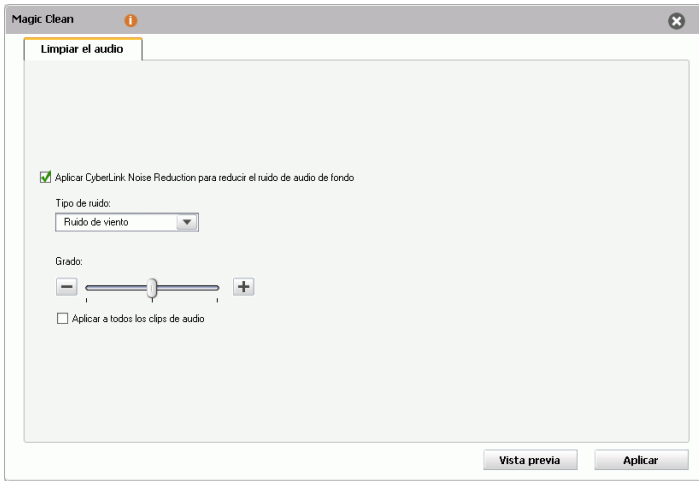 Magic Clean
Limpiar el audio
Aplicar CyberLink Noise Reduction para reducir el ruido de audio de fondo
Tipo de ruido:
Ruido de viento
Grado:
Aplicar a todos los clips de audio
Vista previa
Aplicar